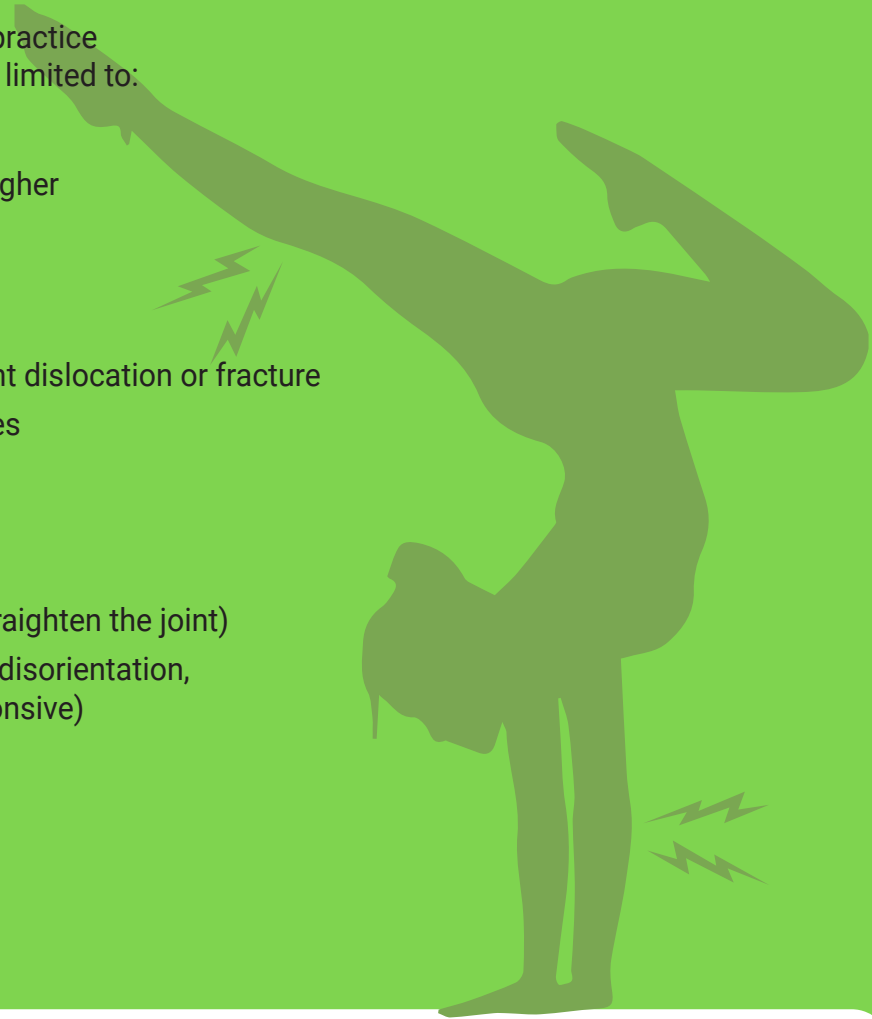 practice
limited to:
gher
nt dislocation or fracture
es
raighten the joint)
disorientation,
onsive)